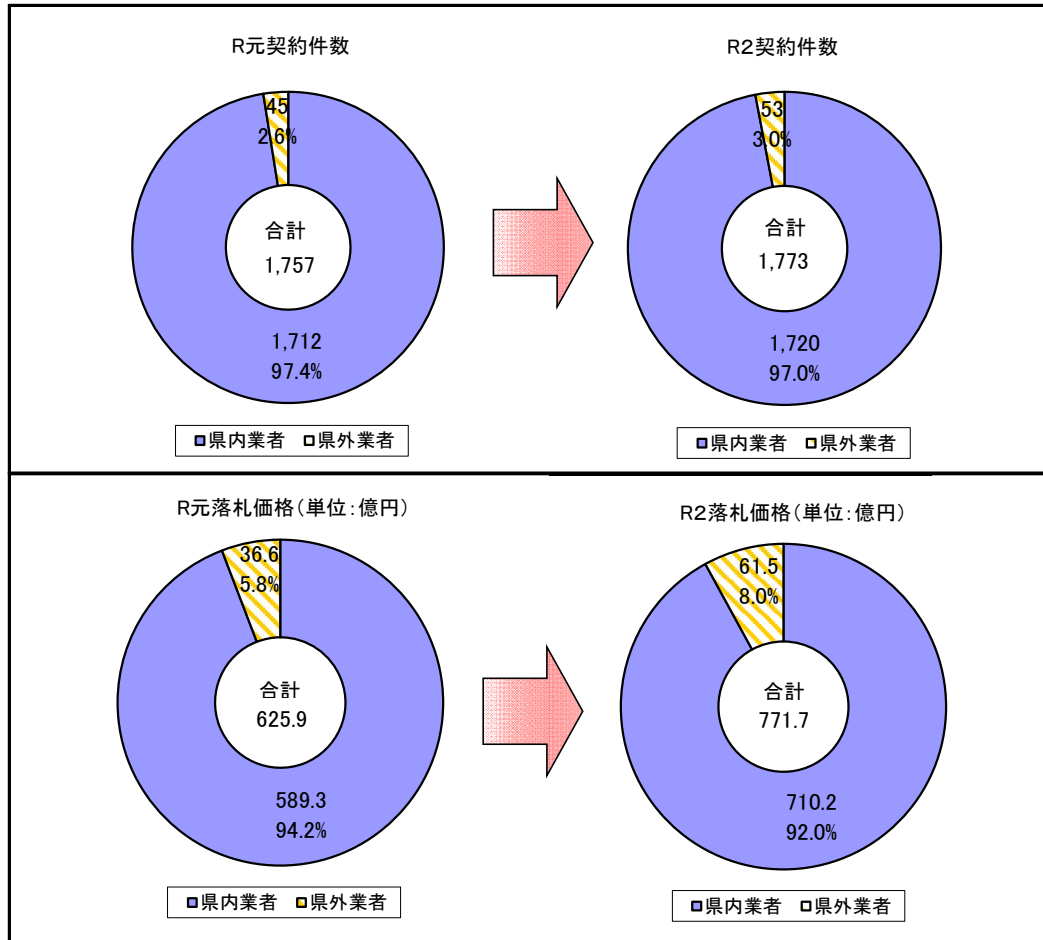 R元契約件数
45
2.6%
合計
1,757
1,712
97.4%
■県内業者 □県外業者
R2契約件数
53
3.0%
合計
1,773
1,720
97.0%
■県内業者 □県外業者
R元落札価格(単位:億円)
36.6
5.8%
合計
625.9
589.3
94.2%
■県内業者 ■県外業者
R2落札価格(単位:億円)
61.5
8.0%
合計
771.7
710.2
92.0%
■県内業者 □県外業者